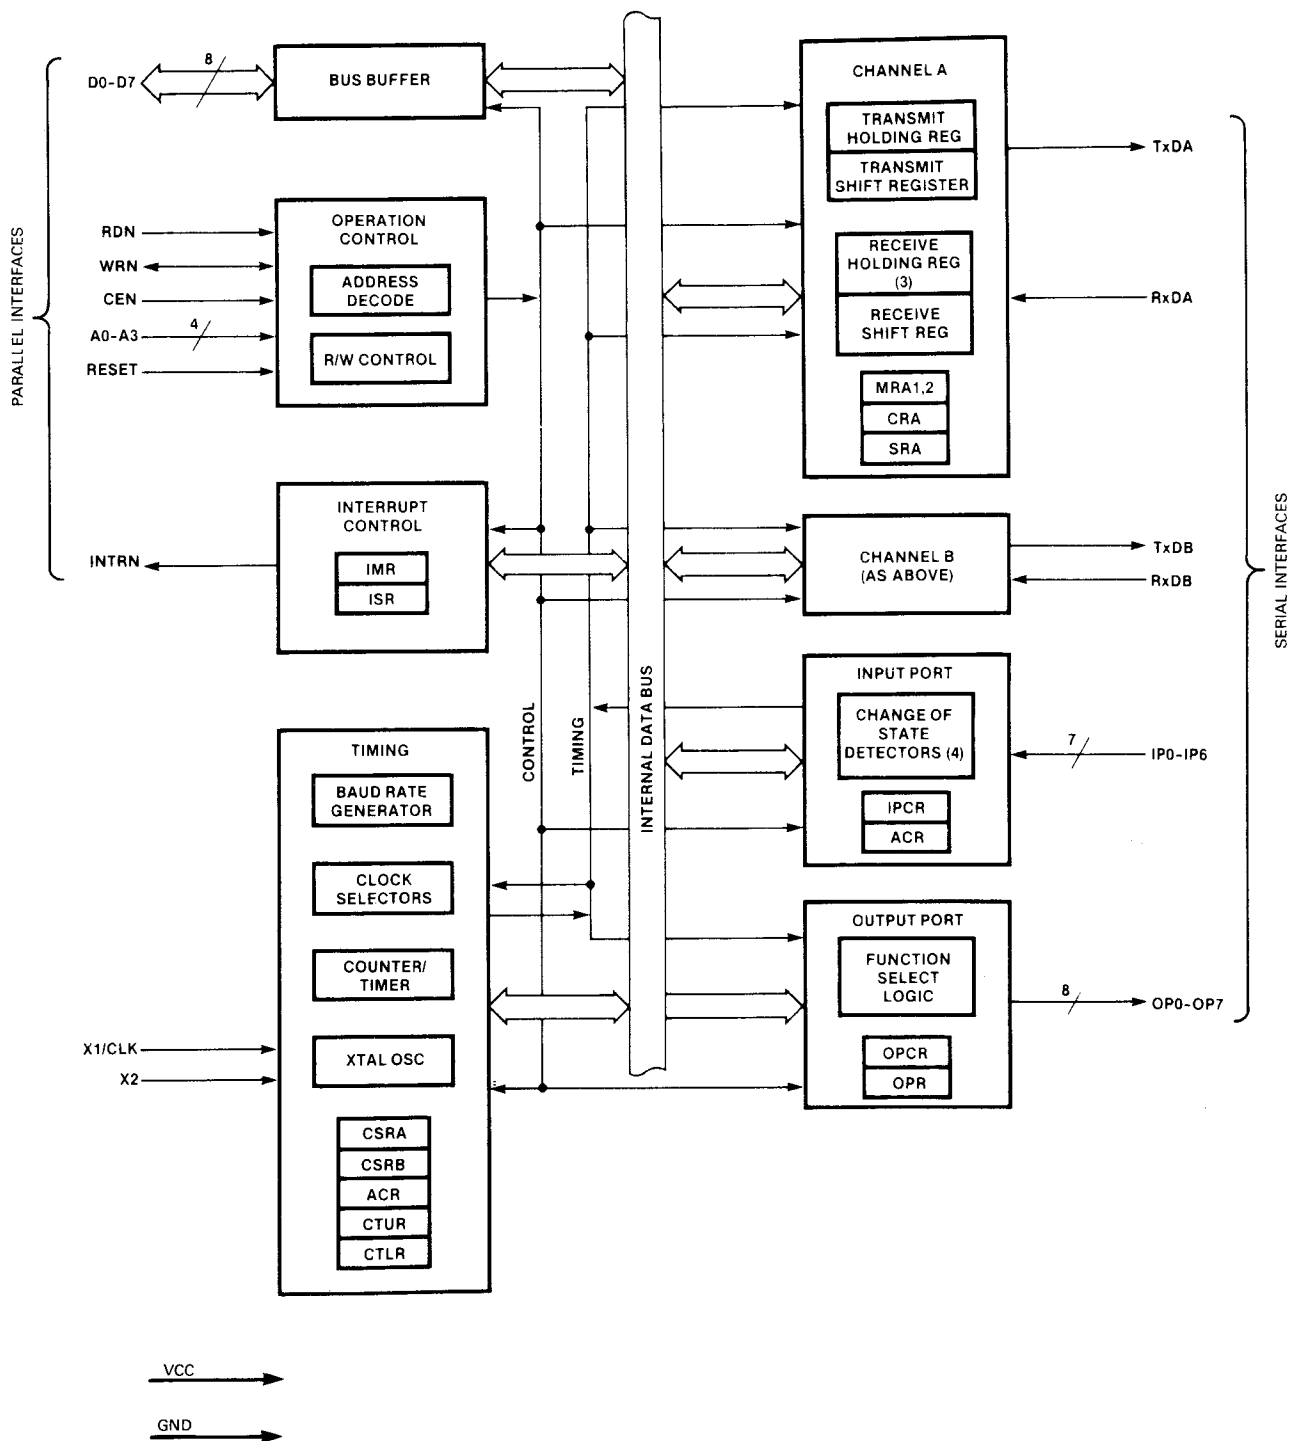 PARALLEL INTERFACES
D0-D7
8
BUS BUFFER
RDN
WRN
CEN
A0-A3
4
RESET
OPERATION
CONTROL
ADDRESS
DECODE
R/W CONTROL
INTRN
INTERRUPT
CONTROL
IMR
ISR
TIMING
BAUD RATE
GENERATOR
CLOCK
SELECTORS
COUNTER/
TIMER
X1/CLK
X2
XTAL OSC
CSRA
CSRB
ACR
CTUR
CTLR
CONTROL
TIMING
INTERNAL DATA BUS
CHANNEL A
TRANSMIT
HOLDING REG
TRANSMIT
SHIFT REGISTER
RECEIVE
HOLDING REG
(3)
RECEIVE
SHIFT REG
MRA1,2
CRA
SRA
TxDA
RxDA
CHANNEL B
(AS ABOVE)
TxDB
RxDB
INPUT PORT
CHANGE OF
STATE
DETECTORS (4)
IPCR
ACR
7
IP0-IP6
OUTPUT PORT
FUNCTION
SELECT
LOGIC
OPCR
OPR
8
OP0-OP7
SERIAL INTERFACES
VCC
GND